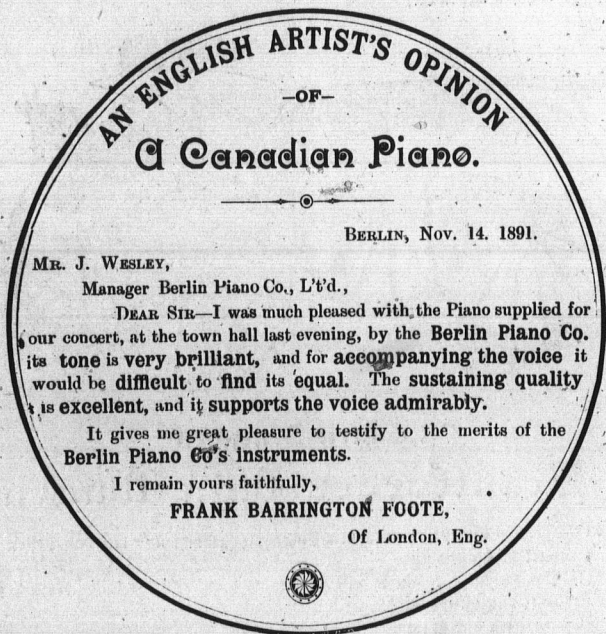 AN ENGLISH ARTIST'S OPINION
–OF–
A Canadian Piano.
BERLIN, Nov. 14. 1891.
MR. J. WESLEY,
Manager Berlin Piano Co., L't'd.,
DEAR SIR—I was much pleased with the Piano supplied for
our concert, at the town hall last evening, by the Berlin Piano Co.
its tone is very brilliant, and for accompanying the voice it
would be difficult to find its equal. The sustaining quality
is excellent, and it supports the voice admirably.
It gives me great pleasure to testify to the merits of the
Berlin Piano Co's instruments.
I remain yours faithfully,
FRANK BARRINGTON FOOTE,
Of London, Eng.